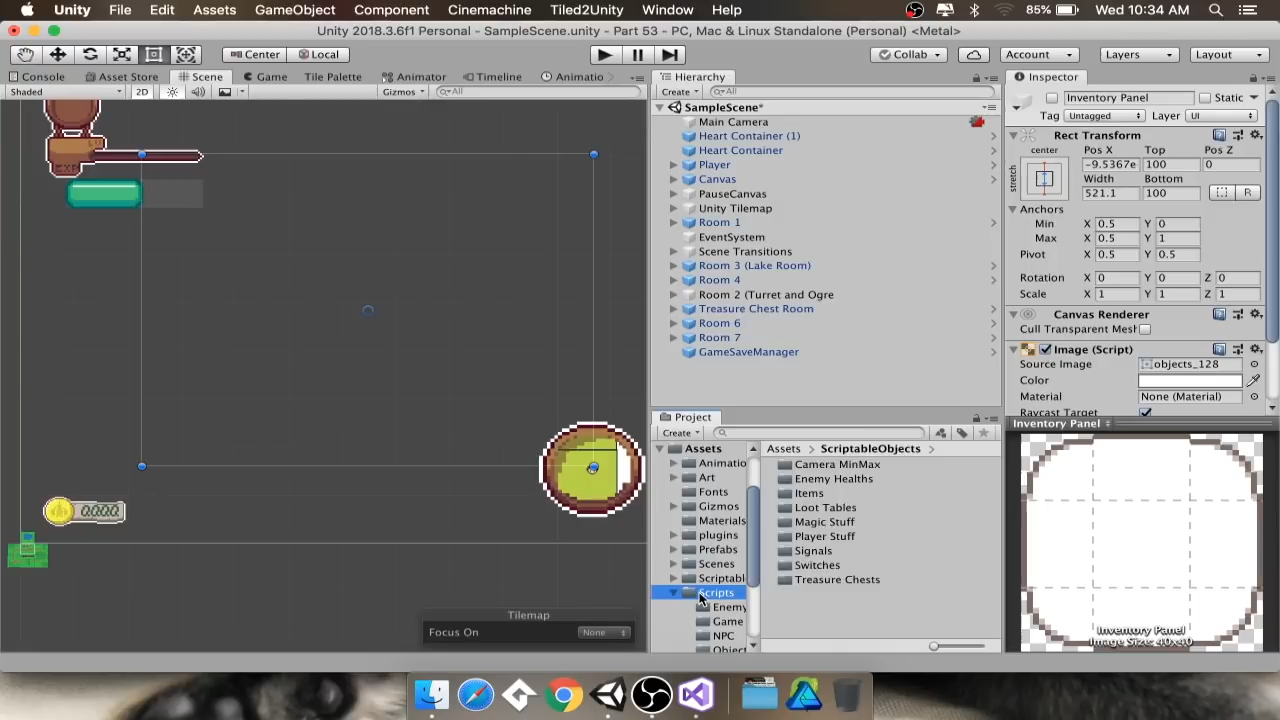 Unity File Edit Assets GameObject Component Cinemachine Tiled2Unity Window Help 85% Wed 10:34 AM
Unity 2018.3.6f1 Personal - SampleScene.unity - Part 53 - PC, Mac & Linux Standalone (Personal) <Metal>
Center Local Collab Account Layers Layout
Console Asset Store Scene Game Tile Palette Animator Timeline Animatio Hierarchy Inspector
Shaded 2D Gizmos All Create All
Inventory Panel Static
SampleScene*
Tag Untagged Layer UI
Main Camera
Heart Container (1)
Heart Container
Player
Canvas
PauseCanvas
Unity Tilemap
Room 1
EventSystem
Scene Transitions
Room 3 (Lake Room)
Room 4
Room 2 (Turret and Ogre
Treasure Chest Room
Room 6
Room 7
GameSaveManager
Rect Transform
center Pos X Top Pos Z
stretch -9.5367e 100 0
Width Bottom
521.1 100 R
Anchors
Min X 0.5 Y 0
Max X 0.5 Y 1
Pivot X 0.5 Y 0.5
Rotation X 0 Y 0 Z 0
Scale X 1 Y 1 Z 1
Canvas Renderer
Cull Transparent Mesh
Image (Script)
Source Image objects_128
Color
Material None (Material)
Raycast Target
Project
Create
Assets
Animatio
Art
Fonts
Gizmos
Materials
plugins
Prefabs
Scenes
Scriptabl
Scripts
Enemy
Game
NPC
Object
Assets ScriptableObjects
Camera MinMax
Enemy Healths
Items
Loot Tables
Magic Stuff
Player Stuff
Signals
Switches
Treasure Chests
Tilemap
Focus On None
Inventory Panel
Inventory Panel
Image Size: 40x40